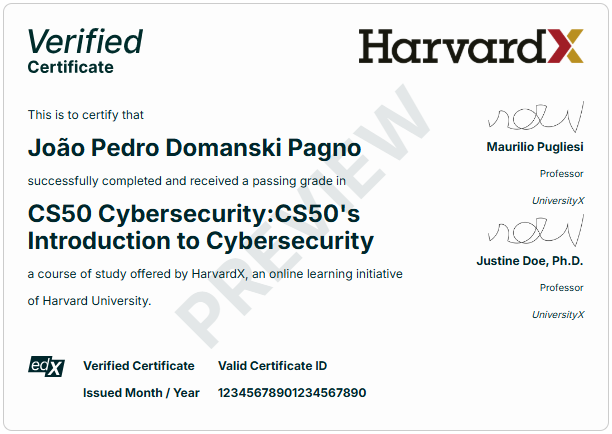 Verified
Certificate
HarvardX
This is to certify that
João Pedro Domanski Pagno
successfully completed and received a passing grade in
CS50 Cybersecurity:CS50's
Introduction to Cybersecurity
a course of study offered by HarvardX, an online learning initiative
of Harvard University.
PREVIEW
Maurilio Pugliesi
Professor
UniversityX
Justine Doe, Ph.D.
Professor
UniversityX
edX
Verified Certificate
Issued Month / Year
Valid Certificate ID
12345678901234567890